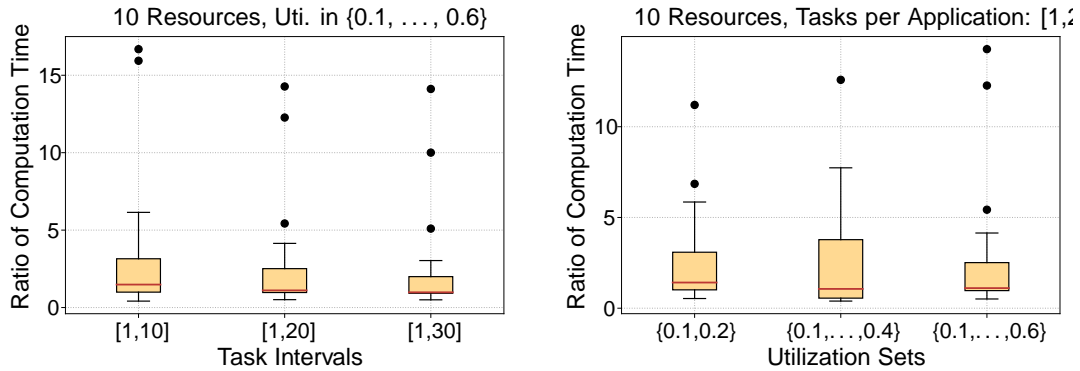 10 Resources, Uti. in {0.1, ..., 0.6}
Ratio of Computation Time
15
10
5
0
[1,10]
[1,20]
[1,30]
Task Intervals
10 Resources, Tasks per Application: [1,2
Ratio of Computation Time
10
5
0
{0.1,0.2}
{0.1,...,0.4}
{0.1,...,0.6}
Utilization Sets